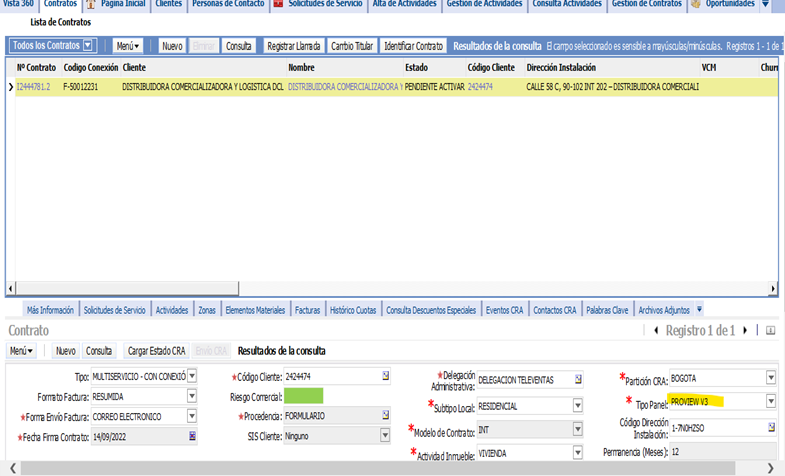 Vista 360 Contratos Pagina Inicial Clientes Personas de Contacto Solicitudes de Servicio Alta de Actividades Gestión de Actividades Consulta Actividades Gestión de Contratos Oportunidades
Lista de Contratos
Todos los Contratos Menú Nuevo Eliminar Consulta Registrar Llamada Cambio Titular Identificar Contrato Resultados de la consulta El campo seleccionado es sensible a mayúsculas/minúsculas. Registros 1 - 1 de 1
Nº Contrato Codigo Conexión Cliente Nombre Estado Código Cliente Dirección Instalación VCM Churn
I2444781.2 F-50012231 DISTRIBUIDORA COMERCIALIZADORA Y LOGISTICA DCL DISTRIBUIDORA COMERCIALIZADORA Y PENDIENTE ACTIVAR 2424474 CALLE 58 C, 90-102 INT 202 – DISTRIBUIDORA COMERCIALI
Más Información Solicitudes de Servicio Actividades Zonas Elementos Materiales Facturas Histórico Cuotas Consulta Descuentos Especiales Eventos CRA Contactos CRA Palabras Clave Archivos Adjuntos
Contrato Registro 1 de 1
Menú Nuevo Consulta Cargar Estado CRA Envío CRA Resultados de la consulta
Tipo: MULTISERVICIO - CON CONEXIÓ *Código Cliente: 2424474 *Delegación Administrativa: DELEGACION TELEVENTAS *Partición CRA: BOGOTA
Formato Factura: RESUMIDA Riesgo Comercial: *Subtipo Local: RESIDENCIAL *Tipo Panel: PROVIEW V3
*Forma Envío Factura: CORREO ELECTRONICO *Procedencia: FORMULARIO *Modelo de Contrato: INT Código Dirección Instalación: 1-7N0HZSO
*Fecha Firma Contrato: 14/09/2022 SIS Cliente: Ninguno *Actividad Inmueble: VIVIENDA Permanencia (Meses): 12